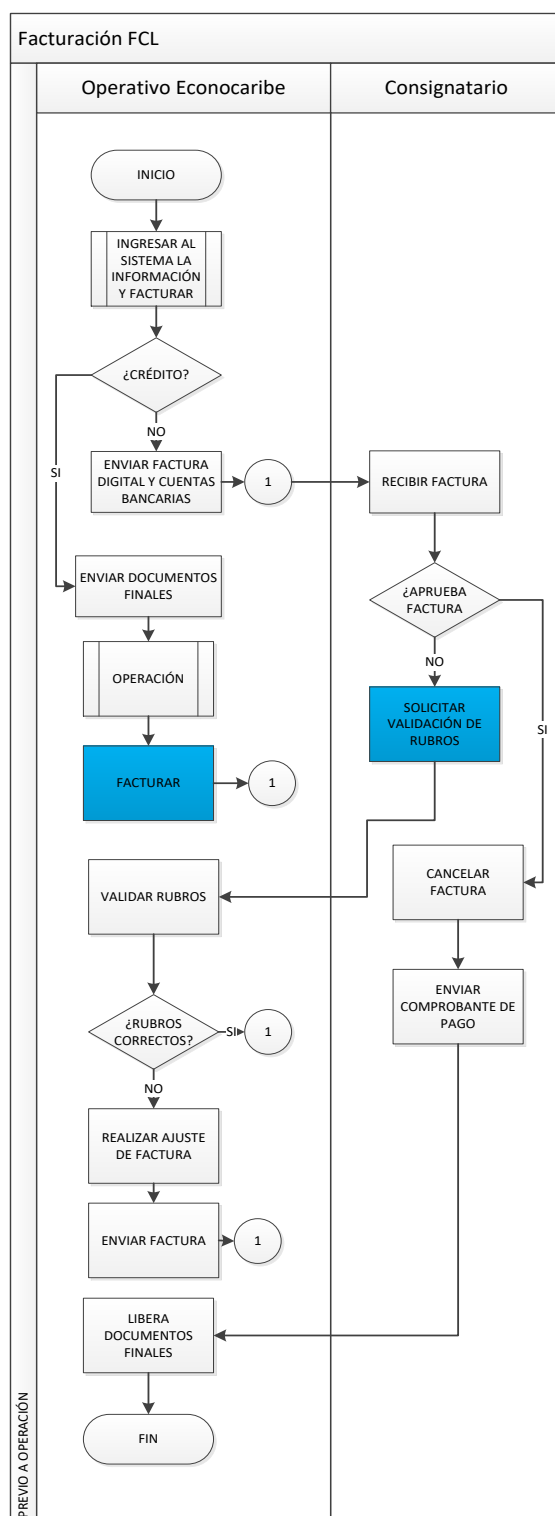 Facturación FCL
Operativo Econocaribe
Consignatario
INICIO
INGRESAR AL
SISTEMA LA
INFORMACIÓN
Y FACTURAR
¿CRÉDITO?
NO
SI
ENVIAR FACTURA
DIGITAL Y CUENTAS
BANCARIAS
1
RECIBIR FACTURA
ENVIAR DOCUMENTOS
FINALES
¿APRUEBA
FACTURA
NO
SI
OPERACIÓN
SOLICITAR
VALIDACIÓN DE
RUBROS
FACTURAR
1
VALIDAR RUBROS
CANCELAR
FACTURA
ENVIAR
COMPROBANTE DE
PAGO
¿RUBROS
CORRECTOS?
SI
1
NO
REALIZAR AJUSTE
DE FACTURA
ENVIAR FACTURA
1
LIBERA
DOCUMENTOS
FINALES
FIN
PREVIO A OPERACIÓN